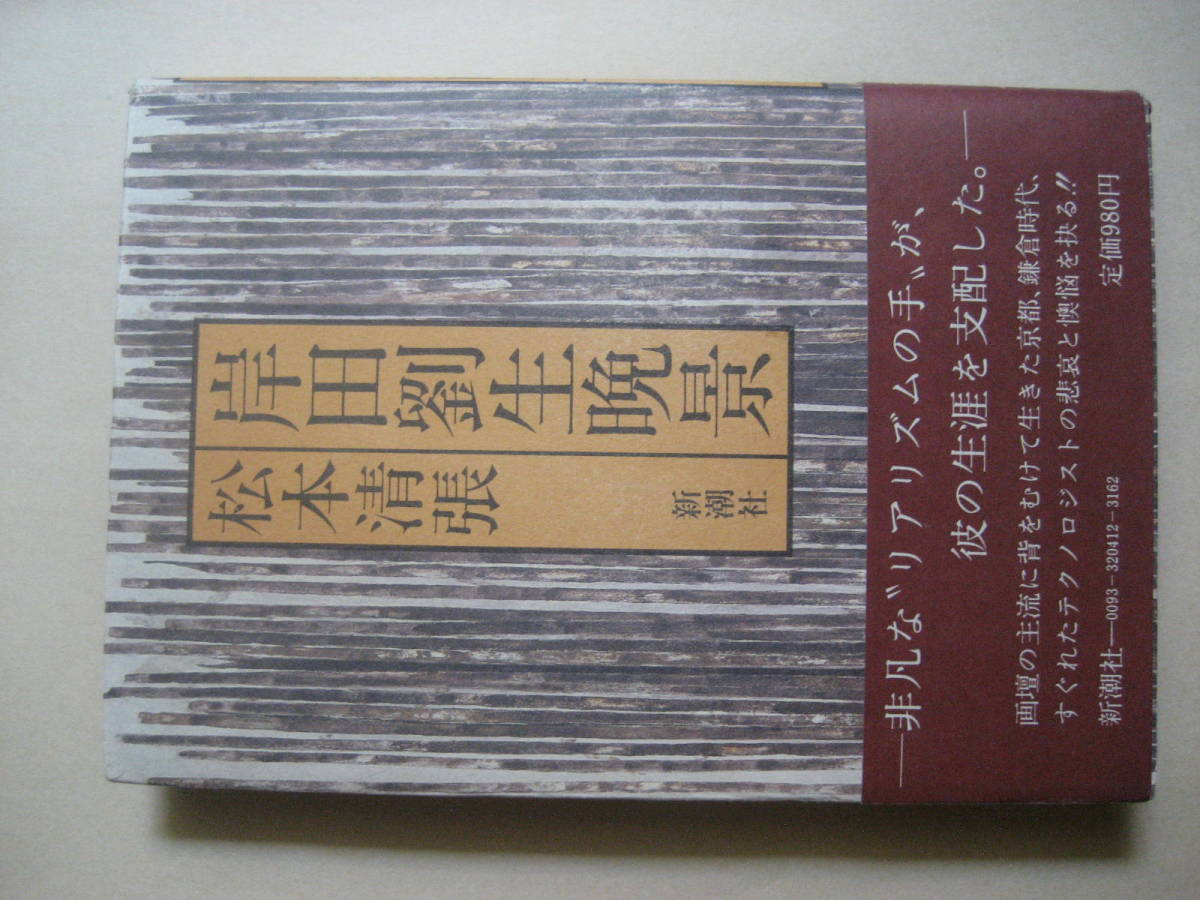 岸田劉生晩景
松本清張
新潮社
―非凡な〝リアリズムの手〟が、
彼の生涯を支配した。―
画壇の主流に背をむけて生きた京都、鎌倉時代、
すぐれたテクノロジストの悲哀と懊悩を抉る!!
新潮社―0093-320412-3162
定価980円